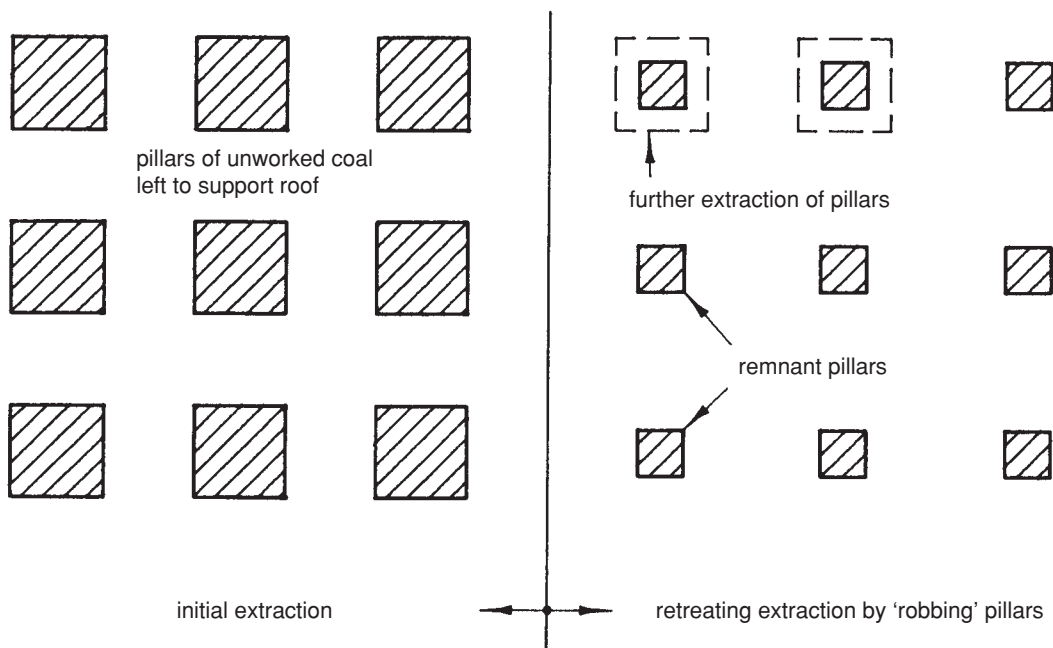 pillars of unworked coal
left to support roof
further extraction of pillars
remnant pillars
initial extraction
retreating extraction by ‘robbing’ pillars